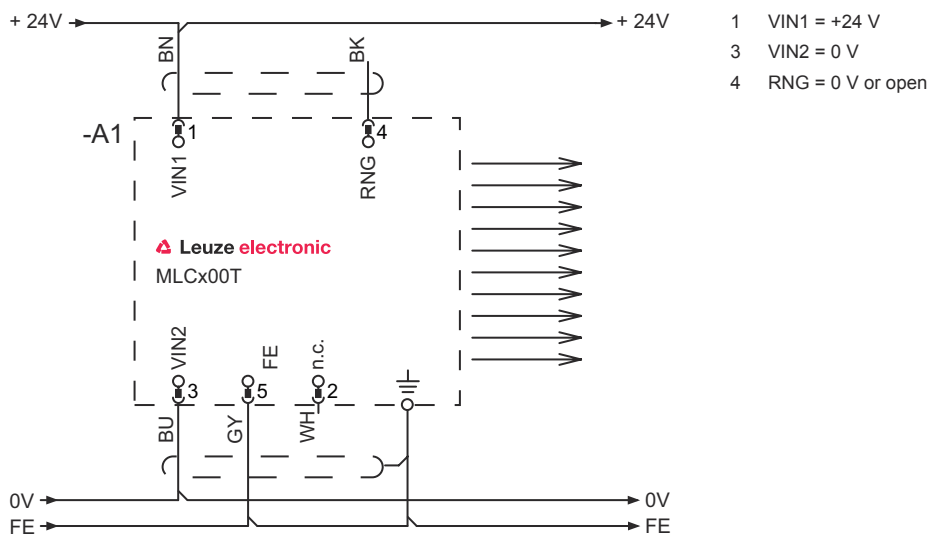 + 24V
+ 24V
1 VIN1 = +24 V
3 VIN2 = 0 V
4 RNG = 0 V or open
BN
BK
-A1
1
4
VIN1
RNG
Leuze electronic
MLCx00T
VIN2
FE
n.c.
3
5
2
BU
GY
WH
0V
0V
FE
FE